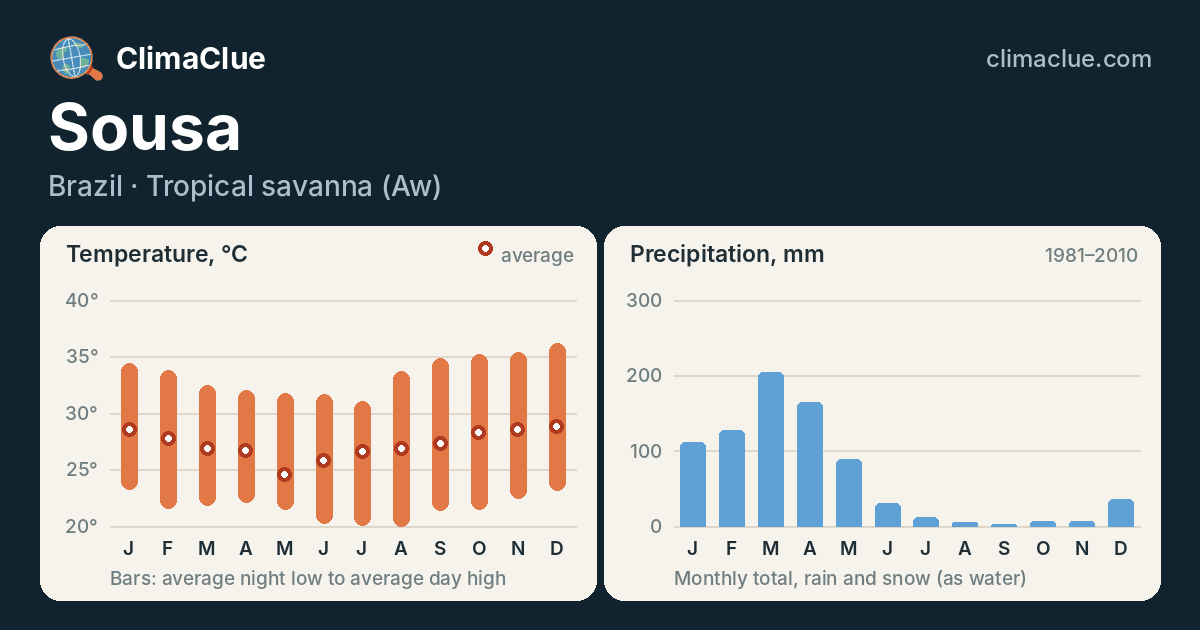 ClimaClue
climaclue.com
Sousa
Brazil · Tropical savanna (Aw)
Temperature, °C
average
40°
35°
30°
25°
20°
J F M A M J J A S O N D
Bars: average night low to average day high
Precipitation, mm
1981–2010
300
200
100
0
J F M A M J J A S O N D
Monthly total, rain and snow (as water)